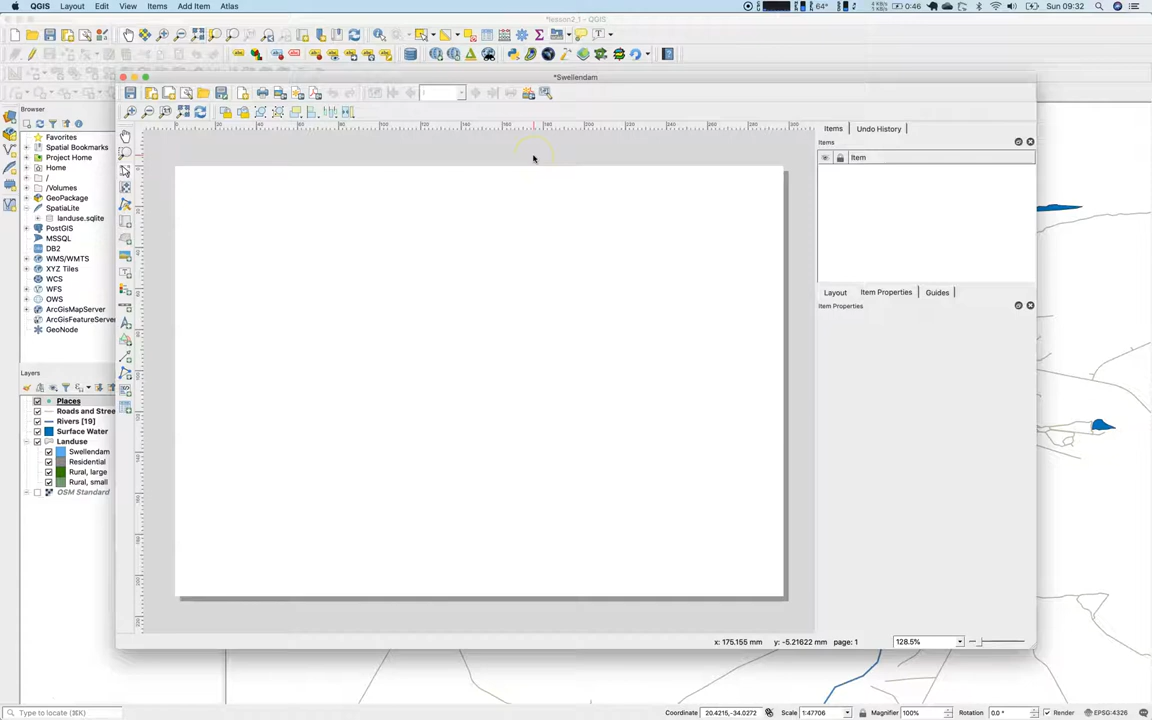 QGIS Layout Edit View Items Add Item Atlas
64° 0:46 Sun 09:32
*lesson2_1 - QGIS
*Swellendam
Browser
Favorites
Spatial Bookmarks
Project Home
Home
/
/Volumes
GeoPackage
SpatiaLite
landuse.sqlite
PostGIS
MSSQL
DB2
WMS/WMTS
XYZ Tiles
WCS
WFS
OWS
ArcGisMapServer
ArcGisFeatureServer
GeoNode
Layers
Places
Roads and Stree
Rivers [19]
Surface Water
Landuse
Swellendam
Residential
Rural, large
Rural, small
OSM Standard
Items Undo History
Items
Item
Layout Item Properties Guides
Item Properties
x: 175.155 mm y: -5.21622 mm page: 1 128.5%
Type to locate (⌘K) Coordinate 20.4215,-34.0272 Scale 1:47706 Magnifier 100% Rotation 0.0 ° Render EPSG:4326